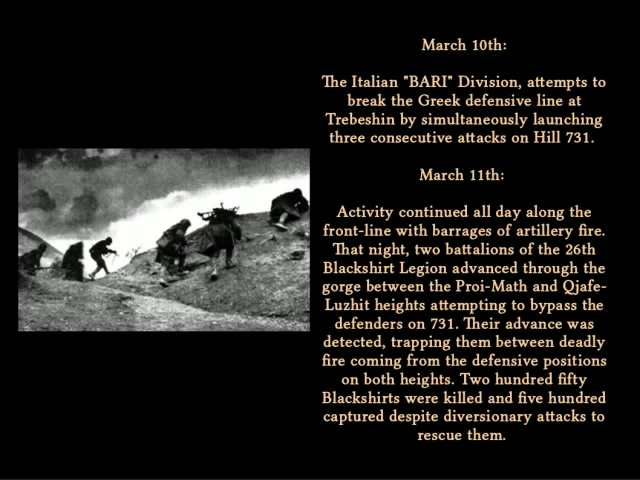 March 10th:
The Italian "BARI" Division, attempts to
break the Greek defensive line at
Trebeshin by simultaneously launching
three consecutive attacks on Hill 731.
March 11th:
Activity continued all day along the
front-line with barrages of artillery fire.
That night, two battalions of the 26th
Blackshirt Legion advanced through the
gorge between the Proi-Math and Qjafe-
Luzhit heights attempting to bypass the
defenders on 731. Their advance was
detected, trapping them between deadly
fire coming from the defensive positions
on both heights. Two hundred fifty
Blackshirts were killed and five hundred
captured despite diversionary attacks to
rescue them.